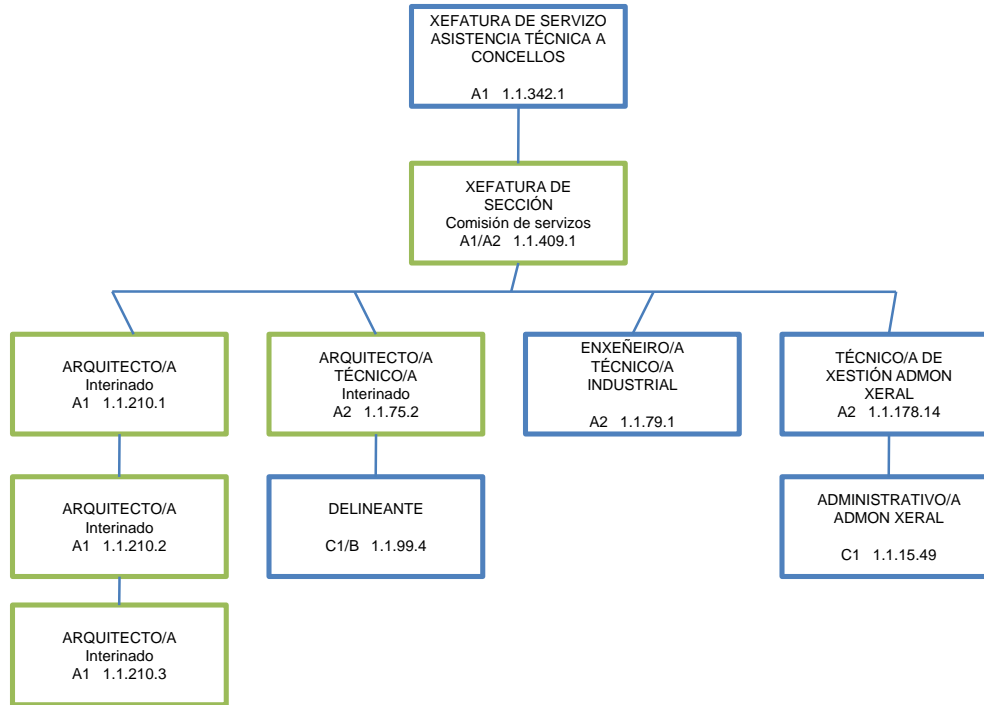 XEFATURA DE SERVIZO
ASISTENCIA TÉCNICA A
CONCELLOS
A1 1.1.342.1
XEFATURA DE
SECCIÓN
Comisión de servizos
A1/A2 1.1.409.1
ARQUITECTO/A
Interinado
A1 1.1.210.1
ARQUITECTO/A
TÉCNICO/A
Interinado
A2 1.1.75.2
ENXEÑEIRO/A
TÉCNICO/A
INDUSTRIAL
A2 1.1.79.1
TÉCNICO/A DE
XESTIÓN ADMON
XERAL
A2 1.1.178.14
ARQUITECTO/A
Interinado
A1 1.1.210.2
DELINEANTE
C1/B 1.1.99.4
ADMINISTRATIVO/A
ADMON XERAL
C1 1.1.15.49
ARQUITECTO/A
Interinado
A1 1.1.210.3